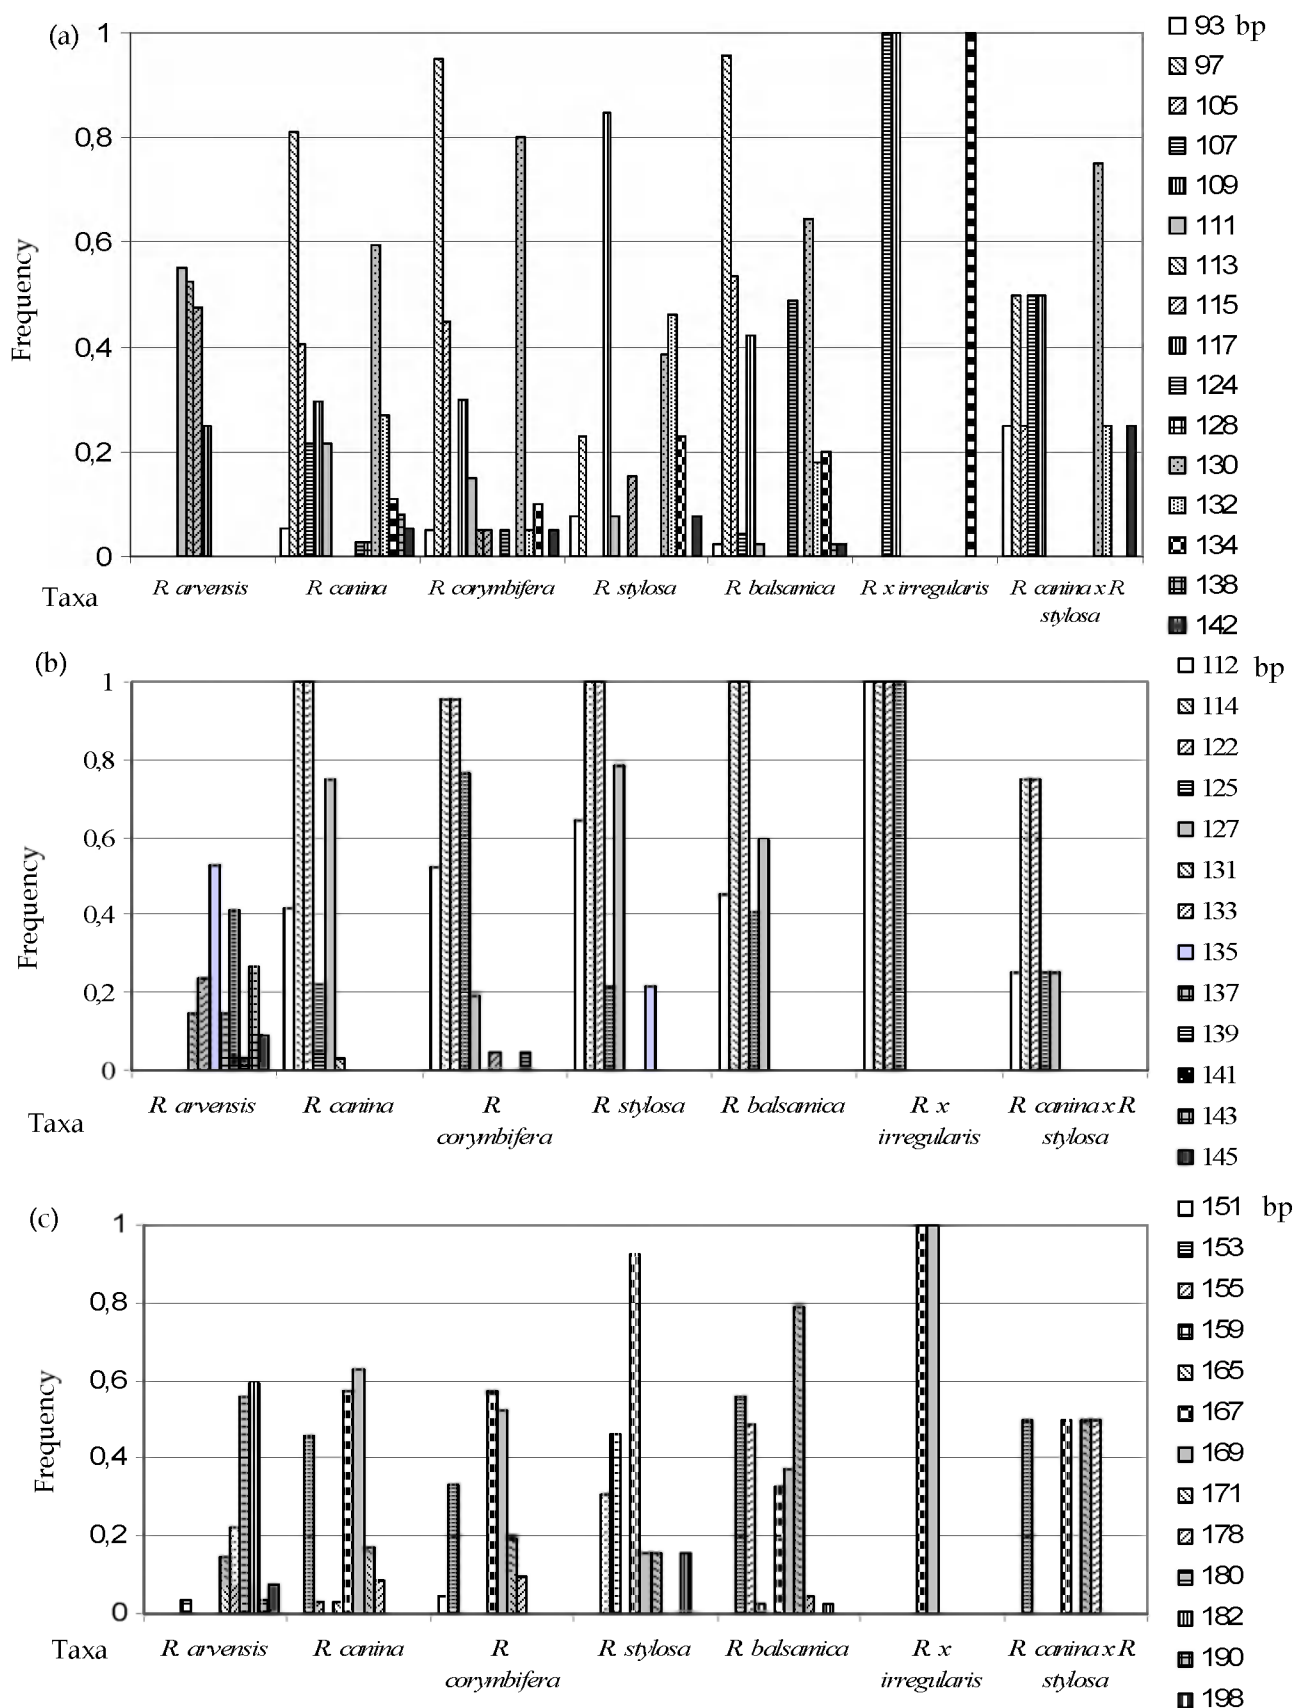 (a)
1
0,8
0,6
0,4
0,2
0
Frequency
Taxa
R. arvensis
R. canina
R. corymbifera
R. stylosa
R. balsamica
R. x irregularis
R. canina x R.
stylosa
93 bp
97
105
107
109
111
113
115
117
124
128
130
132
134
138
142
(b)
1
0,8
0,6
0,4
0,2
0
Frequency
Taxa
R. arvensis
R. canina
R.
corymbifera
R. stylosa
R. balsamica
R. x
irregularis
R. canina x R.
stylosa
112 bp
114
122
125
127
131
133
135
137
139
141
143
145
(c)
1
0,8
0,6
0,4
0,2
0
Frequency
Taxa
R. arvensis
R. canina
R.
corymbifera
R. stylosa
R. balsamica
R. x
irregularis
R. canina x R.
stylosa
151 bp
153
155
159
165
167
169
171
178
180
182
190
198